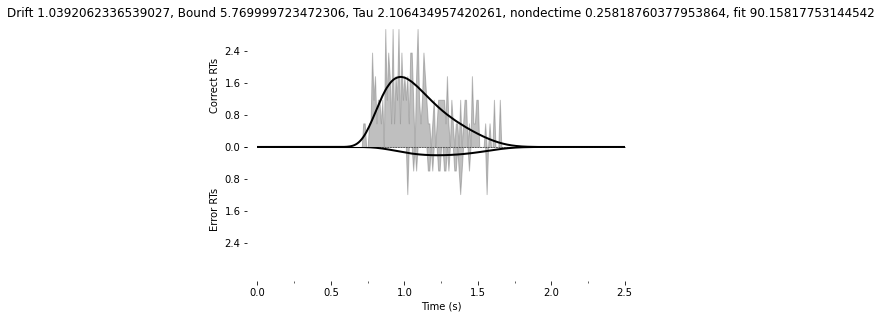 Drift 1.0392062336539027, Bound 5.769999723472306, Tau 2.106434957420261, nondectime 0.25818760377953864, fit 90.15817753144542
2.4
1.6
0.8
0.0
0.8
1.6
2.4
Correct RTs
Error RTs
0.0 0.5 1.0 1.5 2.0 2.5
Time (s)